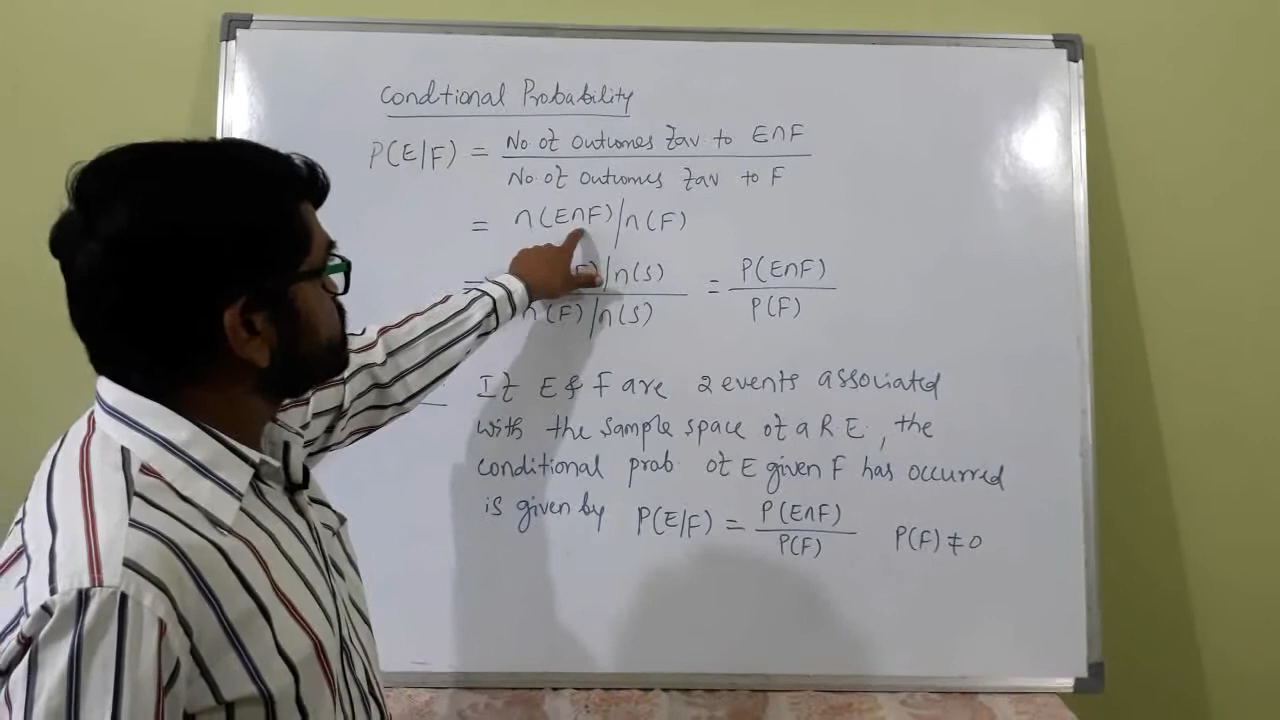 Condtional Probability
P(E|F) = No. of Outcomes fav. to E∩F / No. of Outcomes fav to F
= n(E∩F)/n(F)
= F)/n(S) / n(F)/n(S) = P(E∩F) / P(F)
If E & F are 2 events associated
with the sample space of a R.E., the
conditional prob. of E given F has occurred
is given by P(E/F) = P(E∩F) / P(F) P(F) ≠ 0